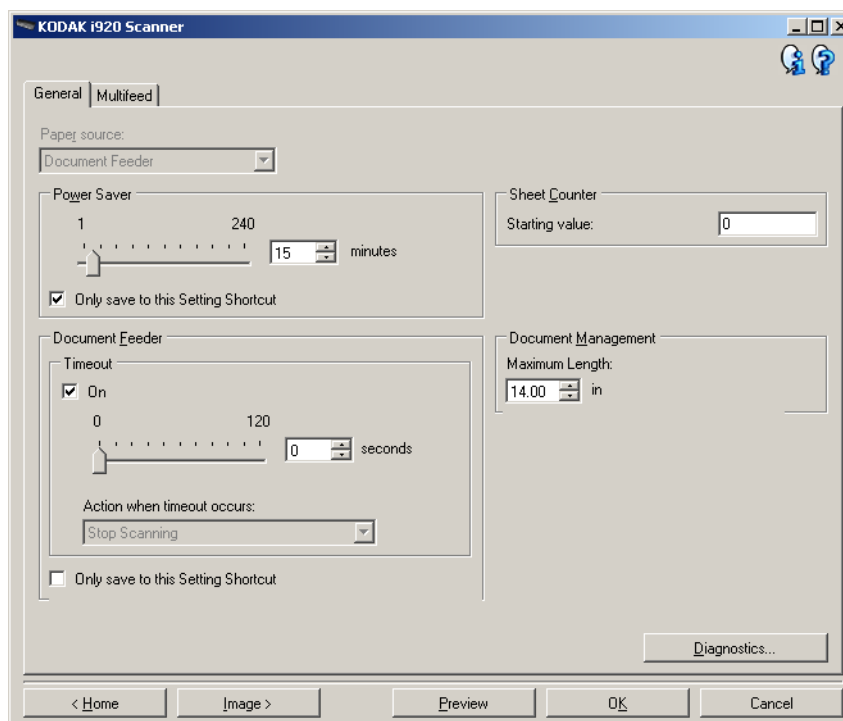 KODAK i920 Scanner
General Multifeed
Paper source:
Document Feeder
Power Saver
1 240
15 minutes
Only save to this Setting Shortcut
Sheet Counter
Starting value: 0
Document Feeder
Timeout
On
0 120
0 seconds
Action when timeout occurs:
Stop Scanning
Only save to this Setting Shortcut
Document Management
Maximum Length:
14.00 in
Diagnostics...
< Home Image > Preview OK Cancel